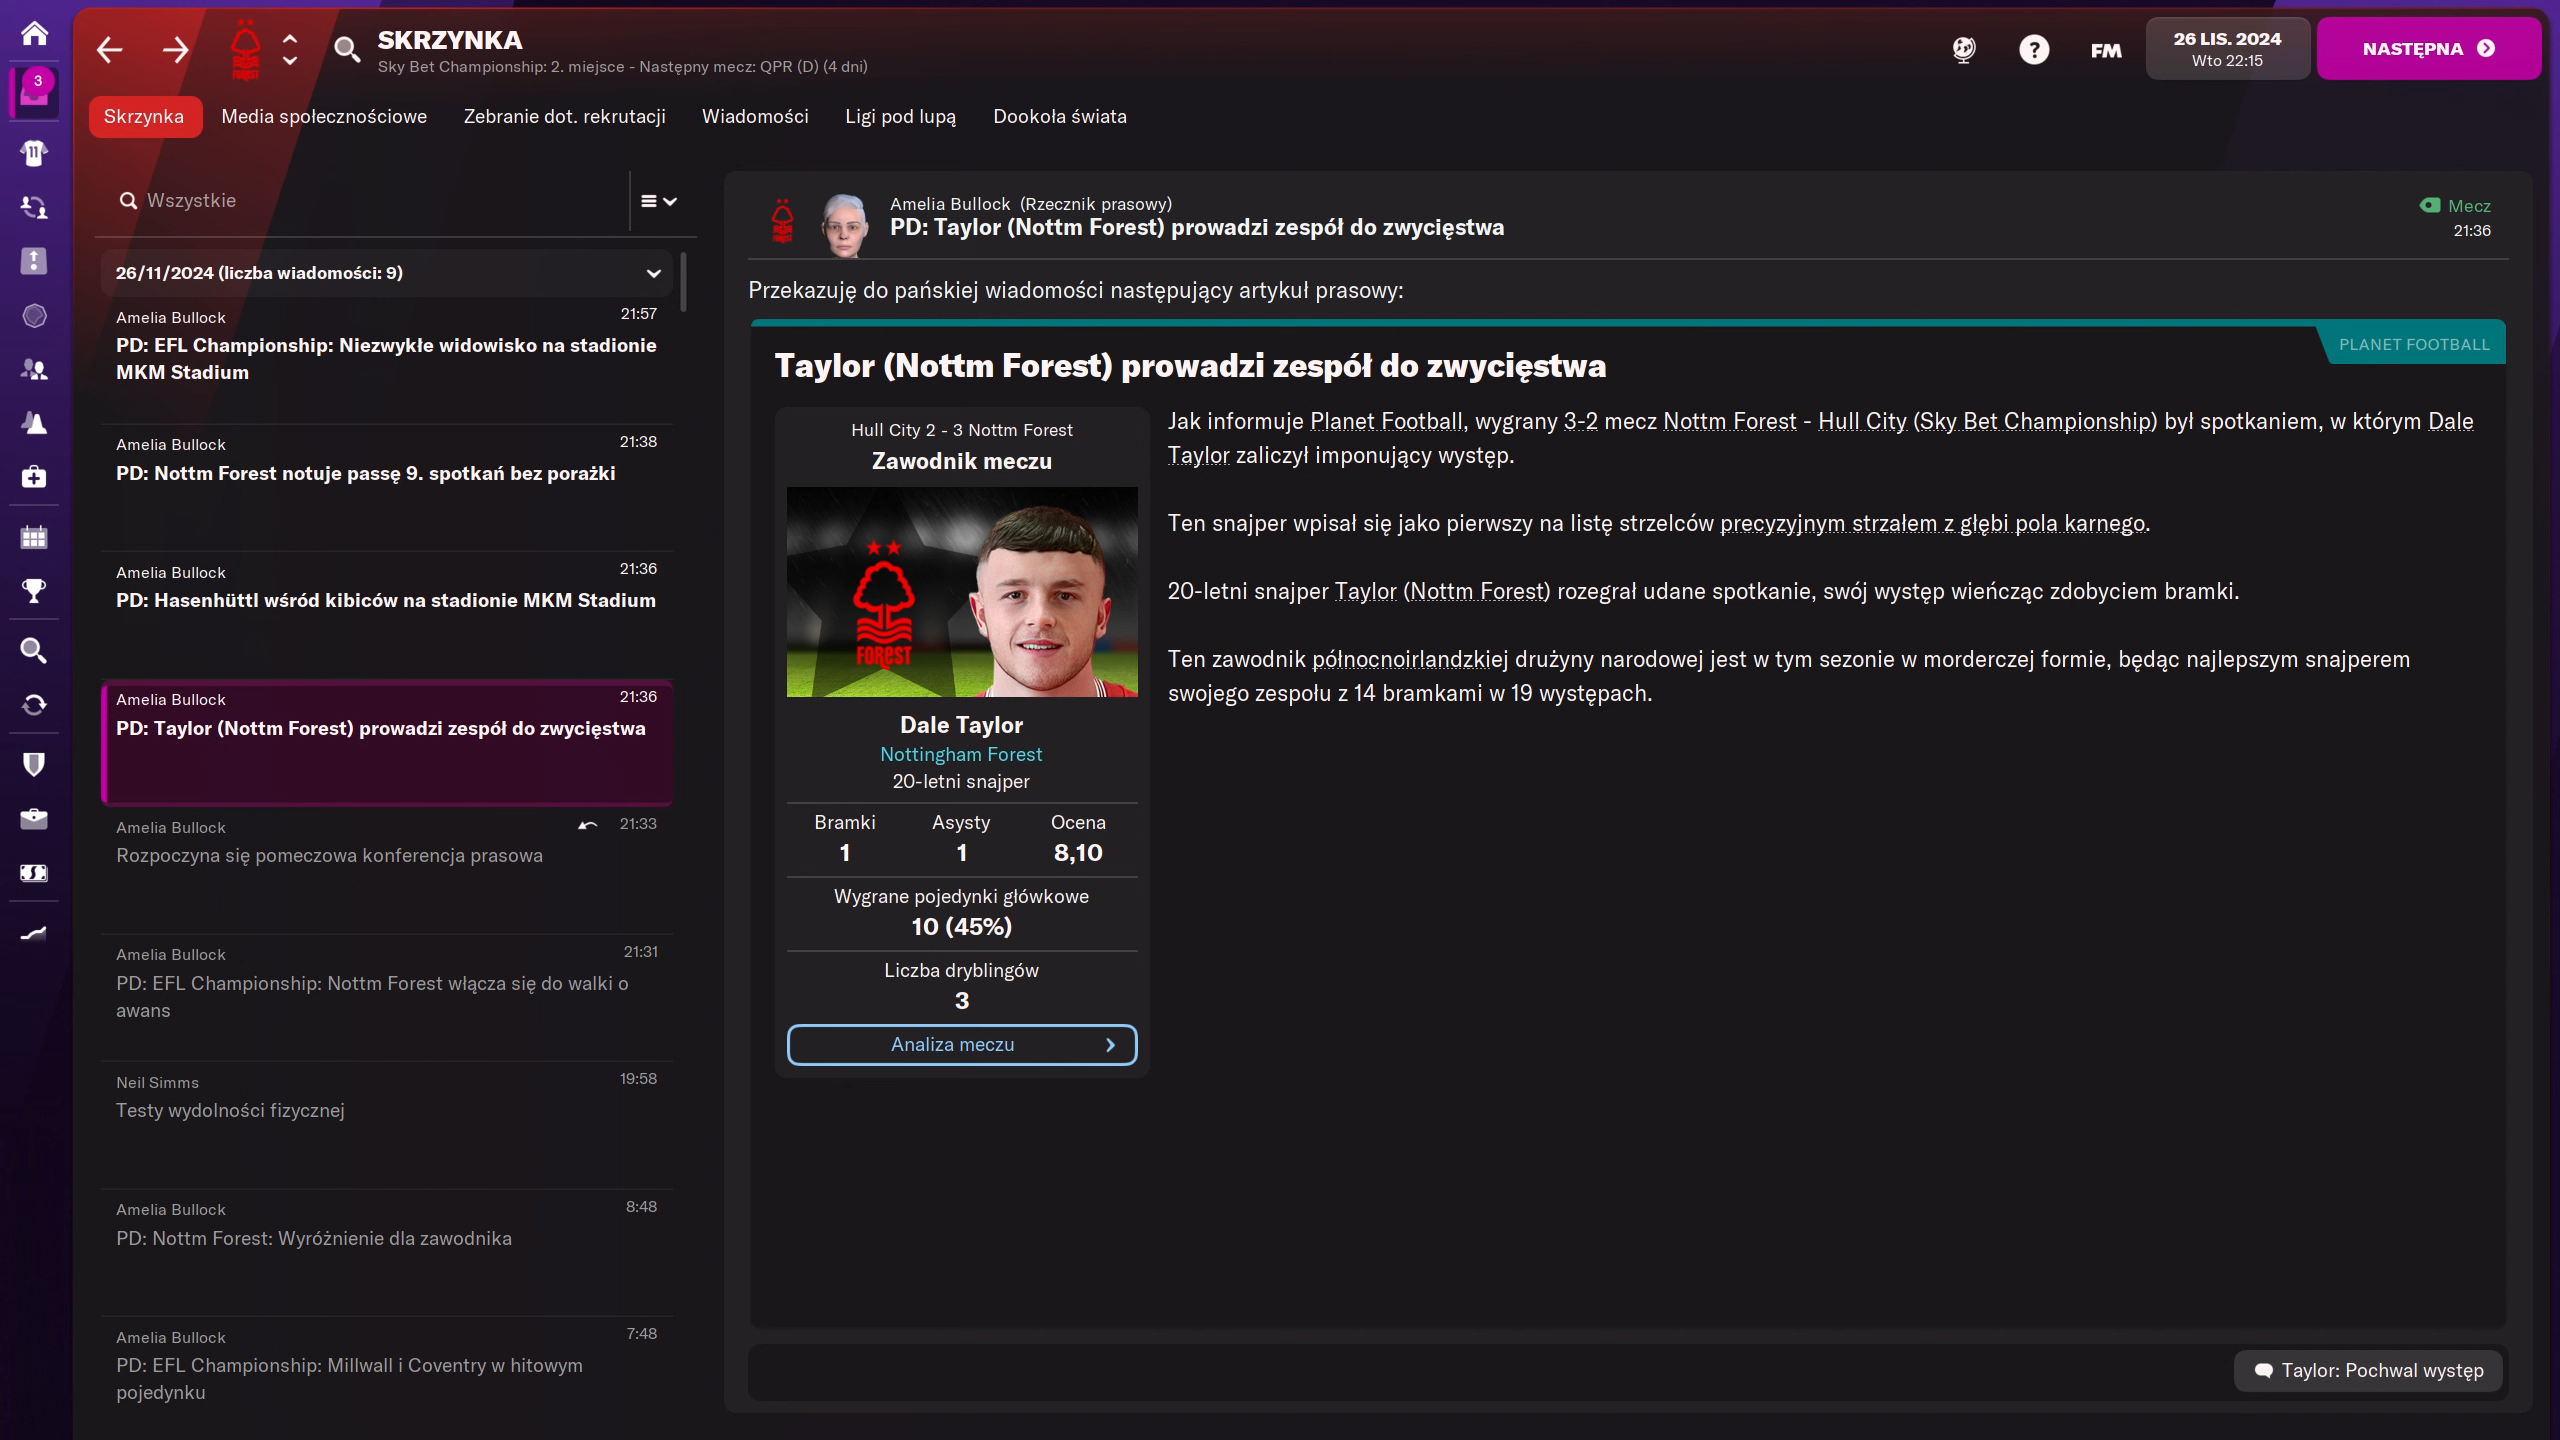 SKRZYNKA
Sky Bet Championship: 2. miejsce - Następny mecz: QPR (D) (4 dni)
FM
26 LIS. 2024
Wto 22:15
NASTĘPNA
3
11
FOREST
Skrzynka
Media społecznościowe
Zebranie dot. rekrutacji
Wiadomości
Ligi pod lupą
Dookoła świata
Wszystkie
26/11/2024 (liczba wiadomości: 9)
Amelia Bullock
21:57
PD: EFL Championship: Niezwykłe widowisko na stadionie
MKM Stadium
Amelia Bullock
21:38
PD: Nottm Forest notuje passę 9. spotkań bez porażki
Amelia Bullock
21:36
PD: Hasenhüttl wśród kibiców na stadionie MKM Stadium
Amelia Bullock
21:36
PD: Taylor (Nottm Forest) prowadzi zespół do zwycięstwa
Amelia Bullock
21:33
Rozpoczyna się pomeczowa konferencja prasowa
Amelia Bullock
21:31
PD: EFL Championship: Nottm Forest włącza się do walki o
awans
Neil Simms
19:58
Testy wydolności fizycznej
Amelia Bullock
8:48
PD: Nottm Forest: Wyróżnienie dla zawodnika
Amelia Bullock
7:48
PD: EFL Championship: Millwall i Coventry w hitowym
pojedynku
Amelia Bullock (Rzecznik prasowy)
PD: Taylor (Nottm Forest) prowadzi zespół do zwycięstwa
Mecz
21:36
Przekazuję do pańskiej wiadomości następujący artykuł prasowy:
PLANET FOOTBALL
Taylor (Nottm Forest) prowadzi zespół do zwycięstwa
Hull City 2 - 3 Nottm Forest
Zawodnik meczu
FOREST
Dale Taylor
Nottingham Forest
20-letni snajper
Bramki
Asysty
Ocena
1
1
8,10
Wygrane pojedynki główkowe
10 (45%)
Liczba dryblingów
3
Analiza meczu
Jak informuje Planet Football, wygrany 3-2 mecz Nottm Forest - Hull City (Sky Bet Championship) był spotkaniem, w którym Dale
Taylor zaliczył imponujący występ.
Ten snajper wpisał się jako pierwszy na listę strzelców precyzyjnym strzałem z głębi pola karnego.
20-letni snajper Taylor (Nottm Forest) rozegrał udane spotkanie, swój występ wieńcząc zdobyciem bramki.
Ten zawodnik północnoirlandzkiej drużyny narodowej jest w tym sezonie w morderczej formie, będąc najlepszym snajperem
swojego zespołu z 14 bramkami w 19 występach.
Taylor: Pochwal występ